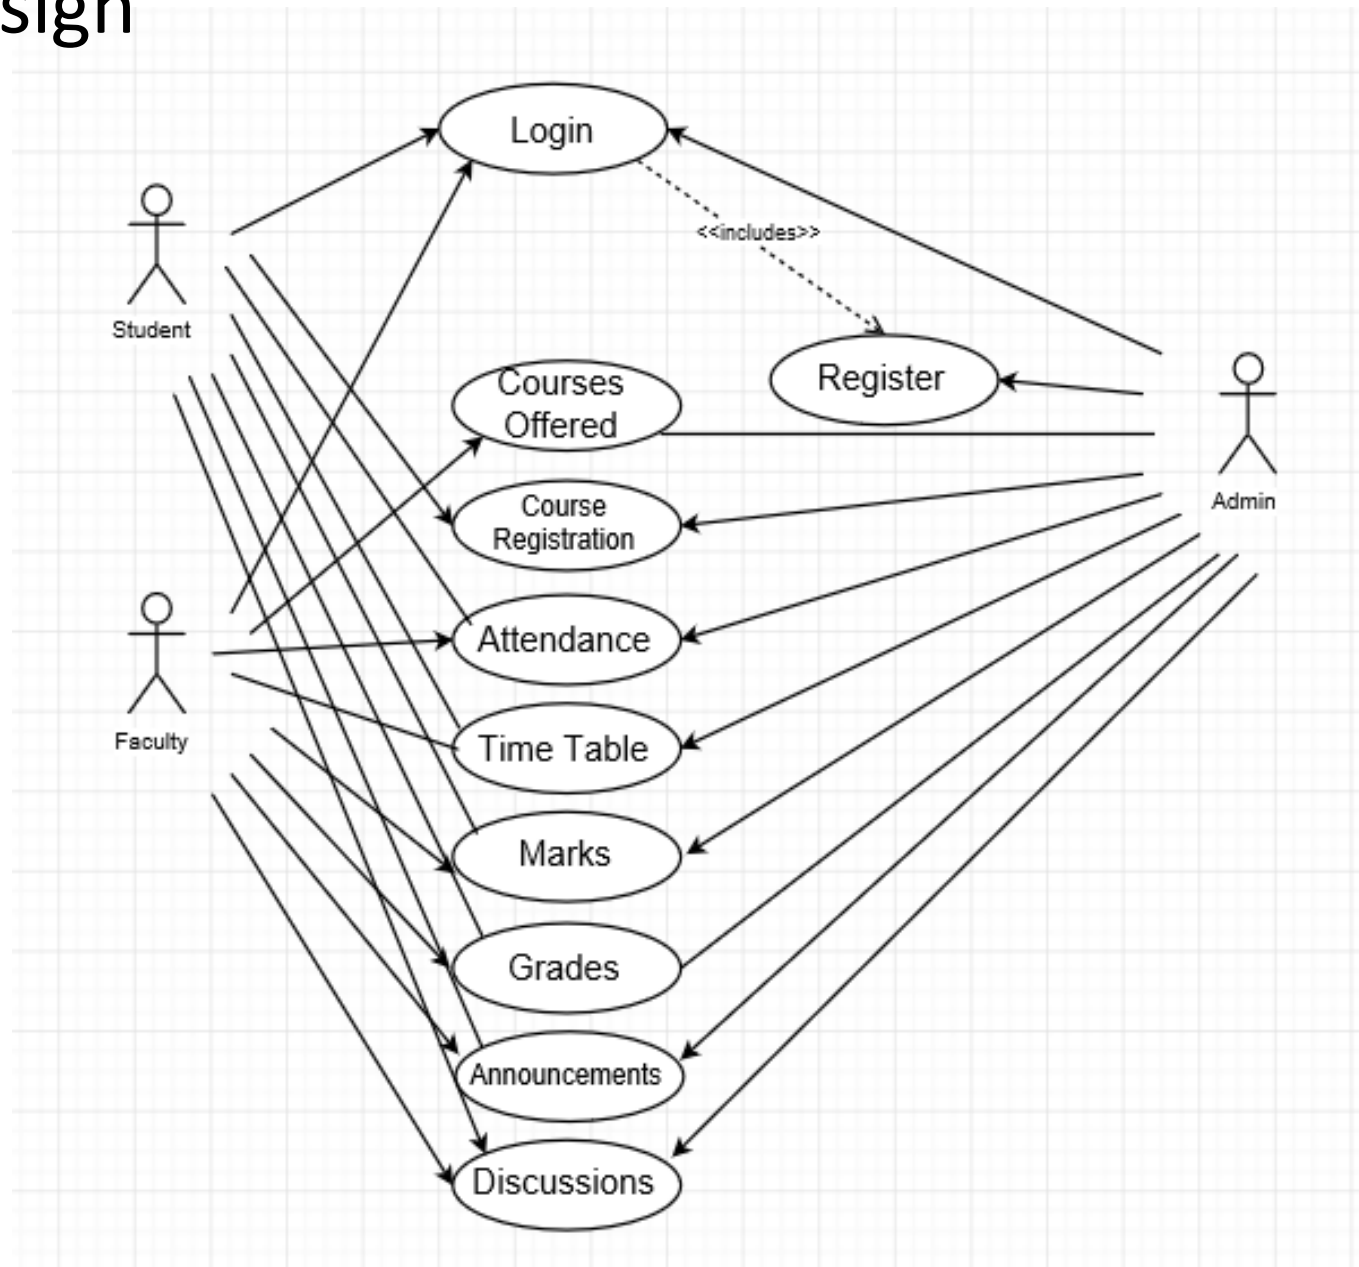 sign
Login
<<includes>>
Student
Register
Courses
Offered
Course
Registration
Admin
Attendance
Faculty
Time Table
Marks
Grades
Announcements
Discussions